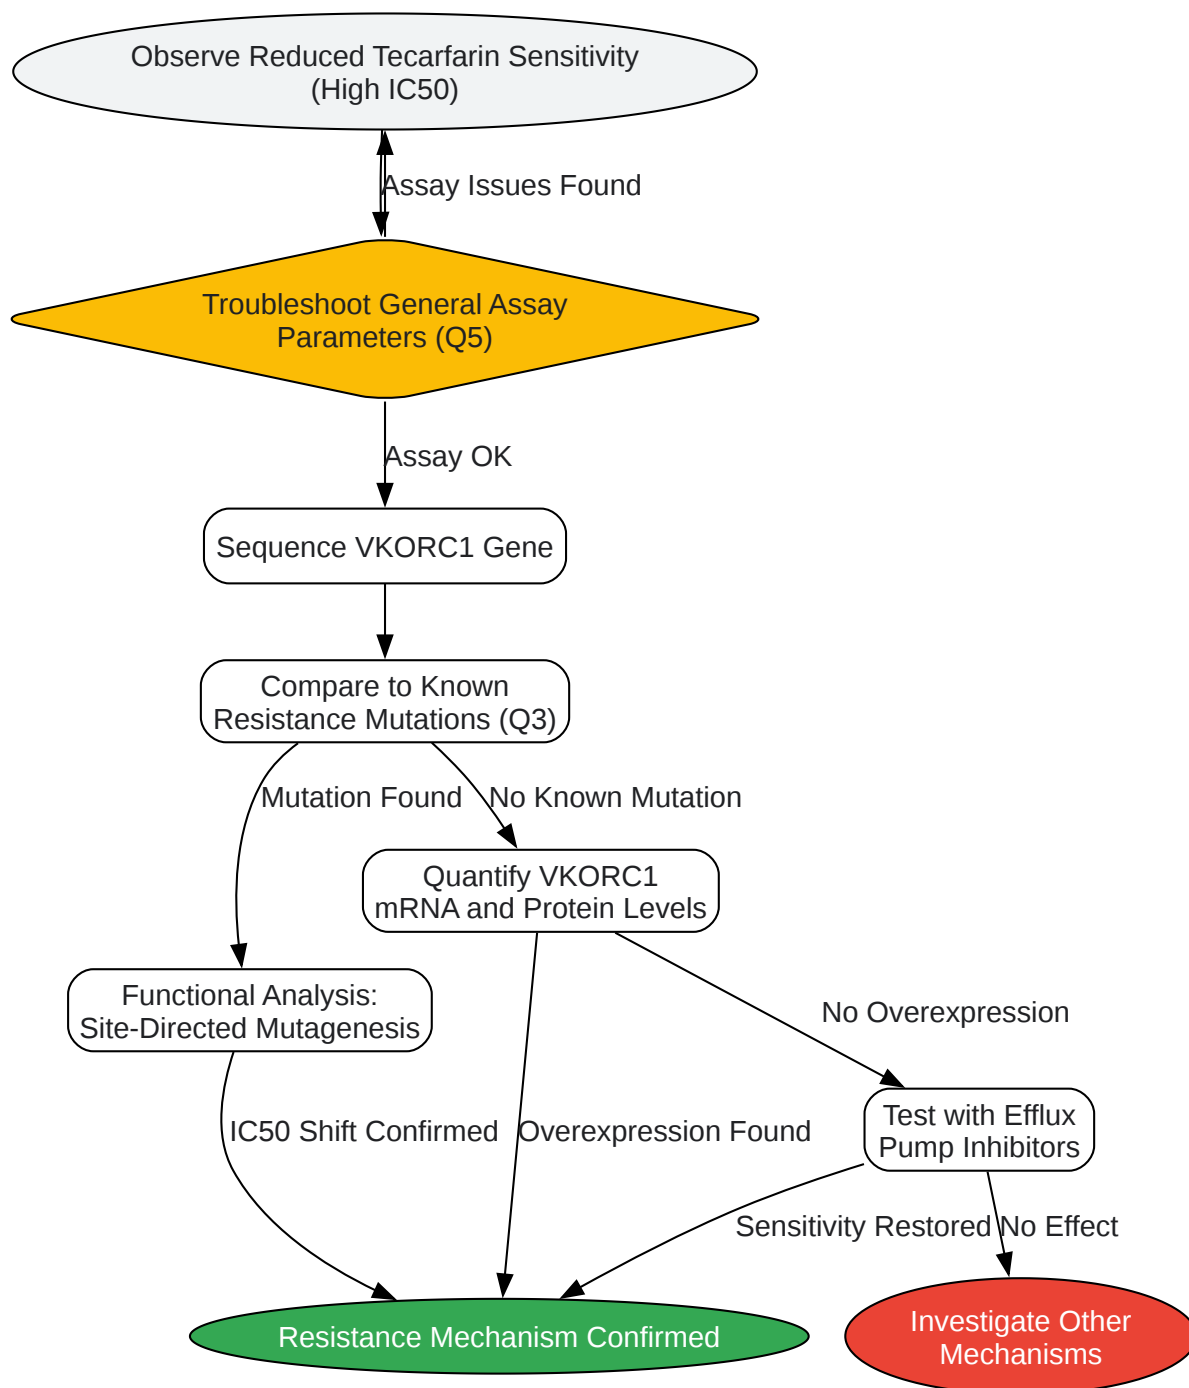 Observe Reduced Tecarfarin Sensitivity
(High IC50)
Assay Issues Found
Troubleshoot General Assay
Parameters (Q5)
Assay OK
Sequence VKORC1 Gene
Compare to Known
Resistance Mutations (Q3)
Mutation Found
No Known Mutation
Quantify VKORC1
mRNA and Protein Levels
Functional Analysis:
Site-Directed Mutagenesis
No Overexpression
Test with Efflux
Pump Inhibitors
IC50 Shift Confirmed
Overexpression Found
Sensitivity Restored
No Effect
Resistance Mechanism Confirmed
Investigate Other
Mechanisms